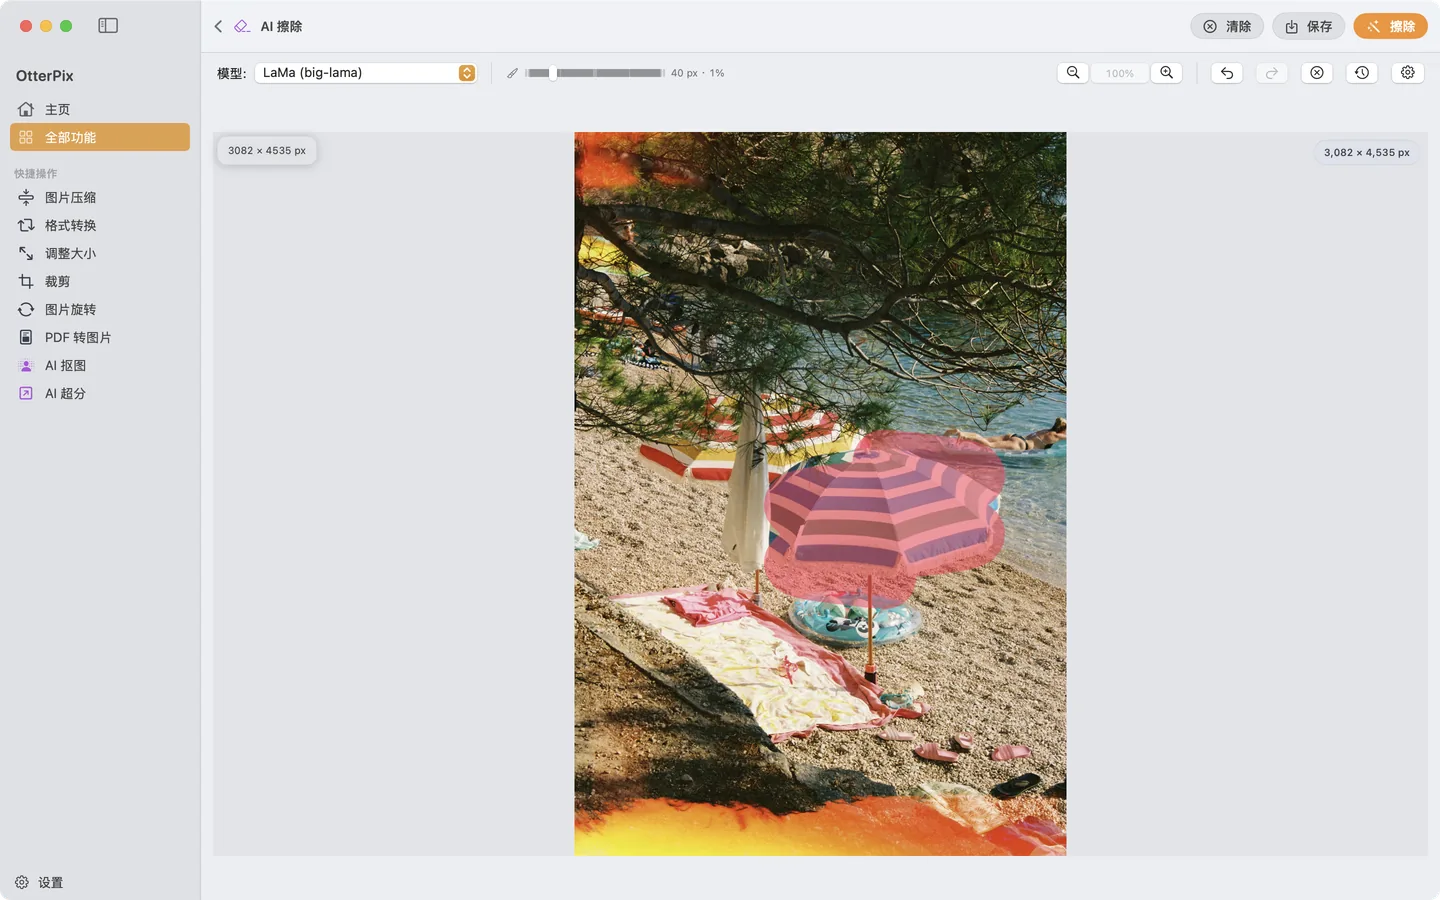 AI 擦除
清除
保存
擦除
模型:
LaMa (big-lama)
40 px · 1%
100%
OtterPix
主页
全部功能
快捷操作
图片压缩
格式转换
调整大小
裁剪
图片旋转
PDF 转图片
AI 抠图
AI 超分
设置
3082 × 4535 px
3,082 × 4,535 px